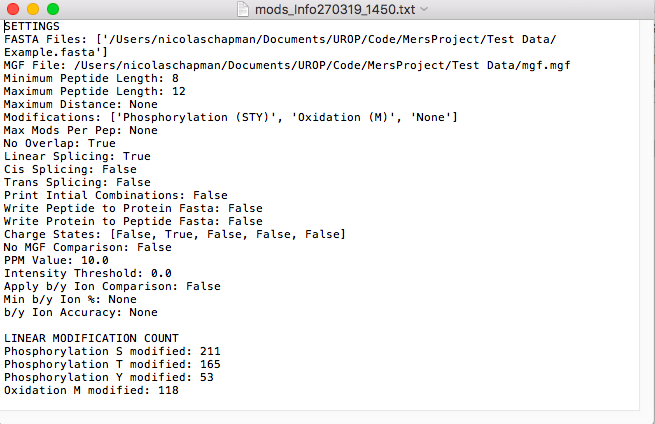 mods_Info270319_1450.txt
SETTINGS
FASTA Files: ['/Users/nicolaschapman/Documents/UROP/Code/MersProject/Test Data/
Example.fasta']
MGF File: /Users/nicolaschapman/Documents/UROP/Code/MersProject/Test Data/mgf.mgf
Minimum Peptide Length: 8
Maximum Peptide Length: 12
Maximum Distance: None
Modifications: ['Phosphorylation (STY)', 'Oxidation (M)', 'None']
Max Mods Per Pep: None
No Overlap: True
Linear Splicing: True
Cis Splicing: False
Trans Splicing: False
Print Intial Combinations: False
Write Peptide to Protein Fasta: False
Write Protein to Peptide Fasta: False
Charge States: [False, True, False, False, False]
No MGF Comparison: False
PPM Value: 10.0
Intensity Threshold: 0.0
Apply b/y Ion Comparison: False
Min b/y Ion %: None
b/y Ion Accuracy: None
LINEAR MODIFICATION COUNT
Phosphorylation S modified: 211
Phosphorylation T modified: 165
Phosphorylation Y modified: 53
Oxidation M modified: 118